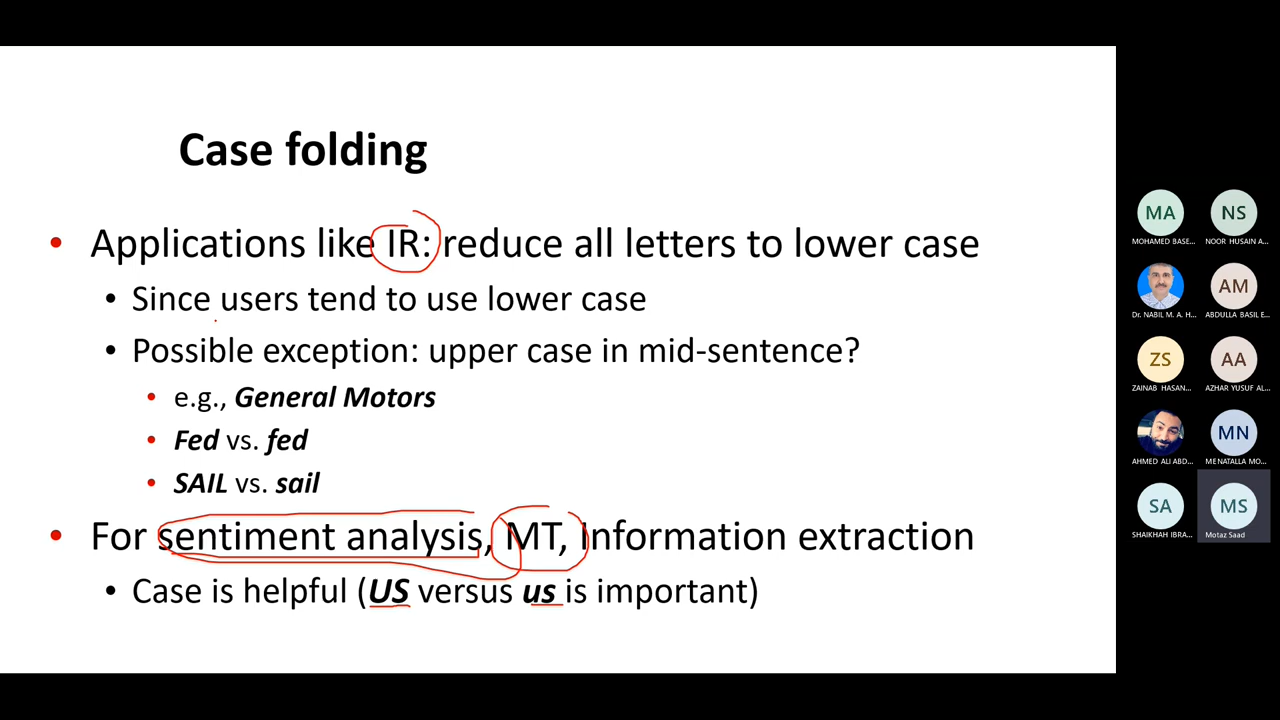 Case folding
• Applications like IR: reduce all letters to lower case
• Since users tend to use lower case
• Possible exception: upper case in mid-sentence?
• e.g., General Motors
• Fed vs. fed
• SAIL vs. sail
• For sentiment analysis, MT, Information extraction
• Case is helpful (US versus us is important)
MA NS
MOHAMED BASE... NOOR HUSAIN A...
AM
Dr. NABIL M. A. H... ABDULLA BASIL E...
ZS AA
ZAINAB HASAN... AZHAR YUSUF AL...
MN
AHMED ALI ABD... MENATALLA MO...
SA MS
SHAIKHAH IBRA... Motaz Saad